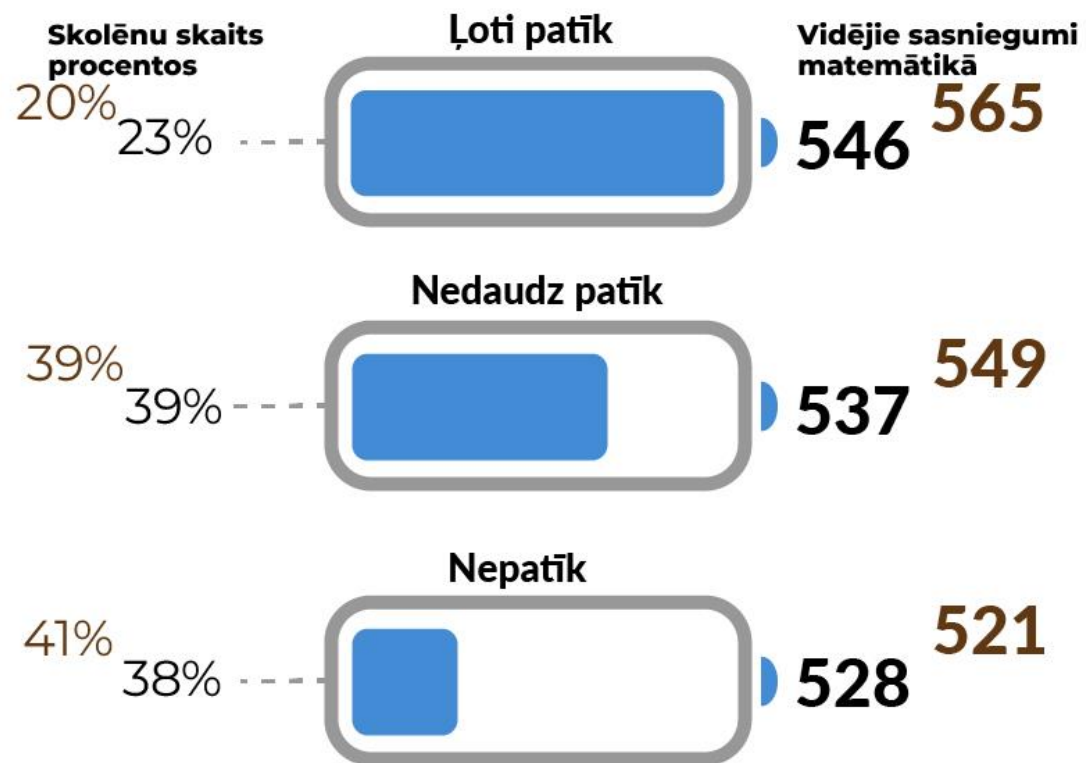 Skolēnu skaits
procentos
Ļoti patīk
Vidējie sasniegumi
matemātikā
20%
23%
546
565
Nedaudz patīk
39%
39%
537
549
Nepatīk
41%
38%
528
521